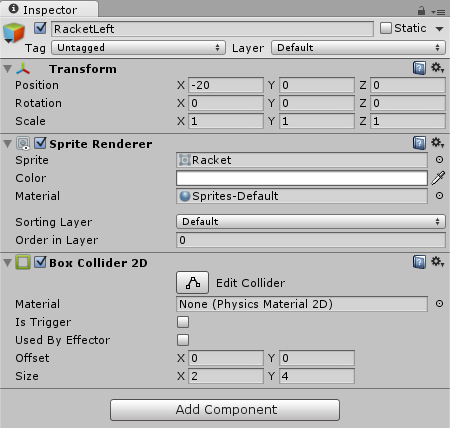 Inspector
RacketLeft Static
Tag Untagged Layer Default
Transform
Position X -20 Y 0 Z 0
Rotation X 0 Y 0 Z 0
Scale X 1 Y 1 Z 1
Sprite Renderer
Sprite Racket
Color
Material Sprites-Default
Sorting Layer Default
Order in Layer 0
Box Collider 2D
Edit Collider
Material None (Physics Material 2D)
Is Trigger
Used By Effector
Offset X 0 Y 0
Size X 2 Y 4
Add Component